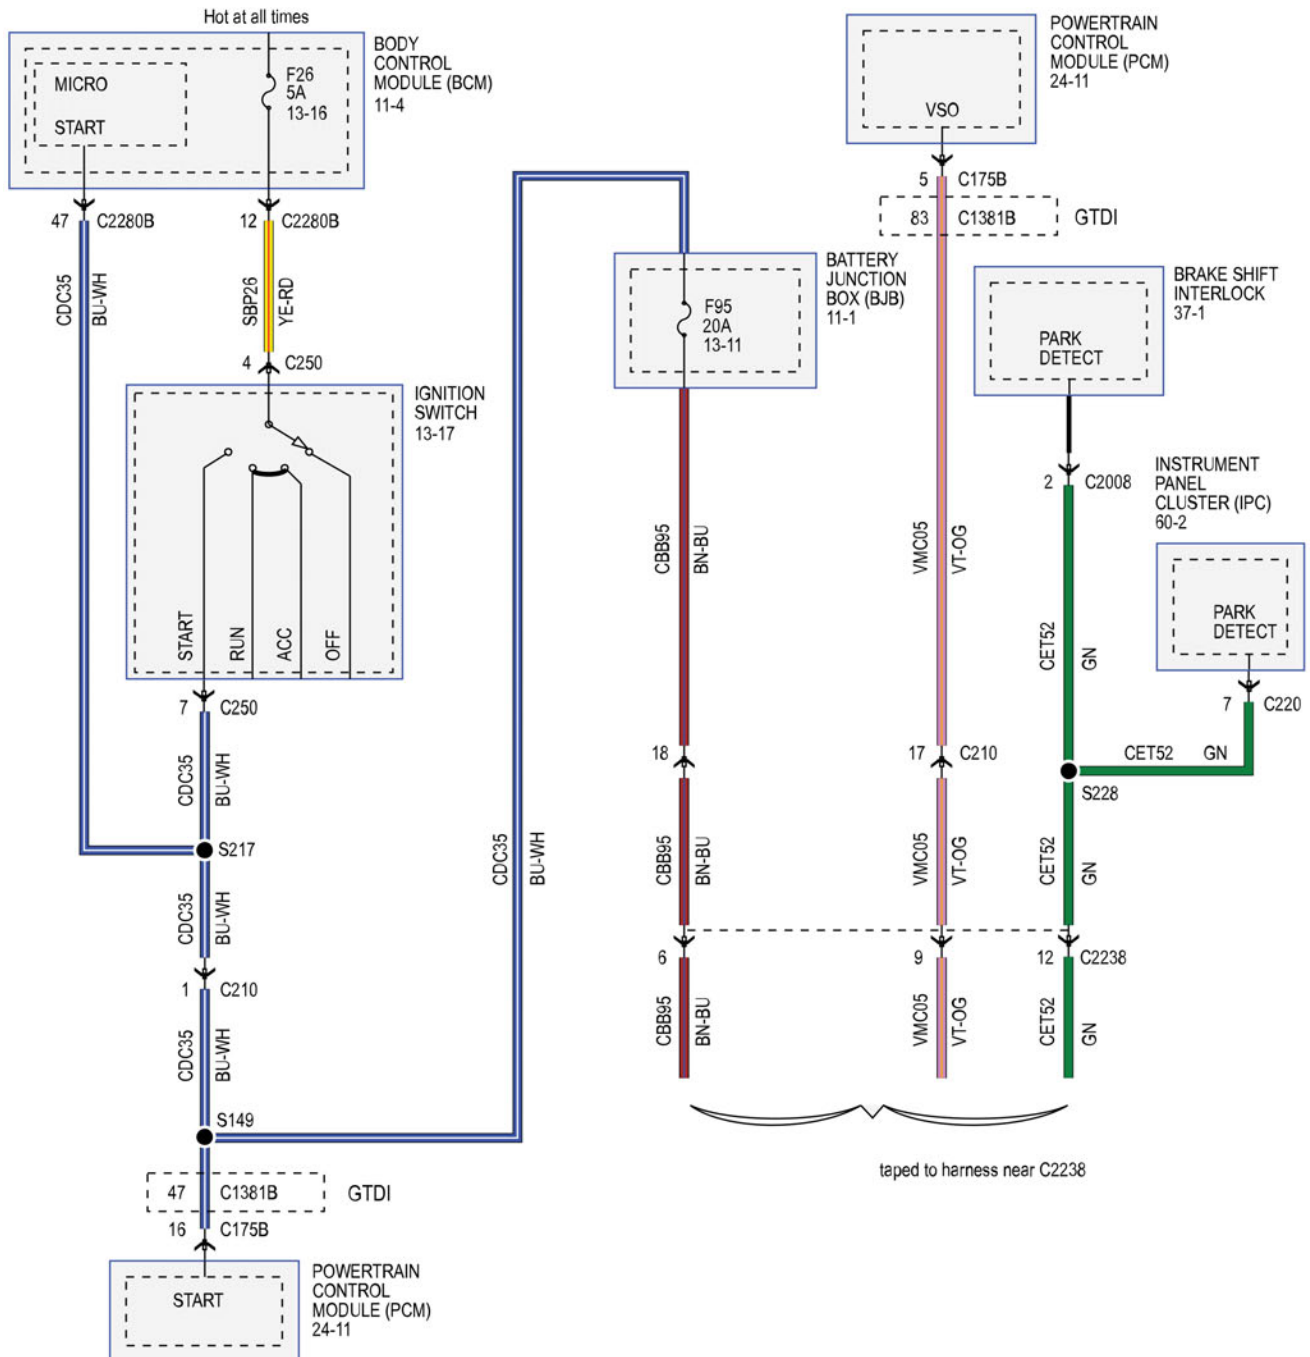 Hot at all times
MICRO
START
F26
5A
13-16
BODY
CONTROL
MODULE (BCM)
11-4
47 C2280B
12 C2280B
CDC35
BU-WH
SBP26
YE-RD
4 C250
IGNITION
SWITCH
13-17
START
RUN
ACC
OFF
7 C250
CDC35
BU-WH
S217
CDC35
BU-WH
1 C210
CDC35
BU-WH
S149
47 C1381B
GTDI
16 C175B
START
POWERTRAIN
CONTROL
MODULE (PCM)
24-11
CDC35
BU-WH
F95
20A
13-11
BATTERY
JUNCTION
BOX (BJB)
11-1
CBB95
BN-BU
18
CBB95
BN-BU
6
CBB95
BN-BU
VSO
POWERTRAIN
CONTROL
MODULE (PCM)
24-11
5 C175B
83 C1381B
GTDI
VMC05
VT-OG
17 C210
VMC05
VT-OG
9
VMC05
VT-OG
PARK
DETECT
BRAKE SHIFT
INTERLOCK
37-1
2 C2008
CET52
GN
INSTRUMENT
PANEL
CLUSTER (IPC)
60-2
PARK
DETECT
7 C220
CET52 GN
S228
CET52
GN
12 C2238
CET52
GN
taped to harness near C2238